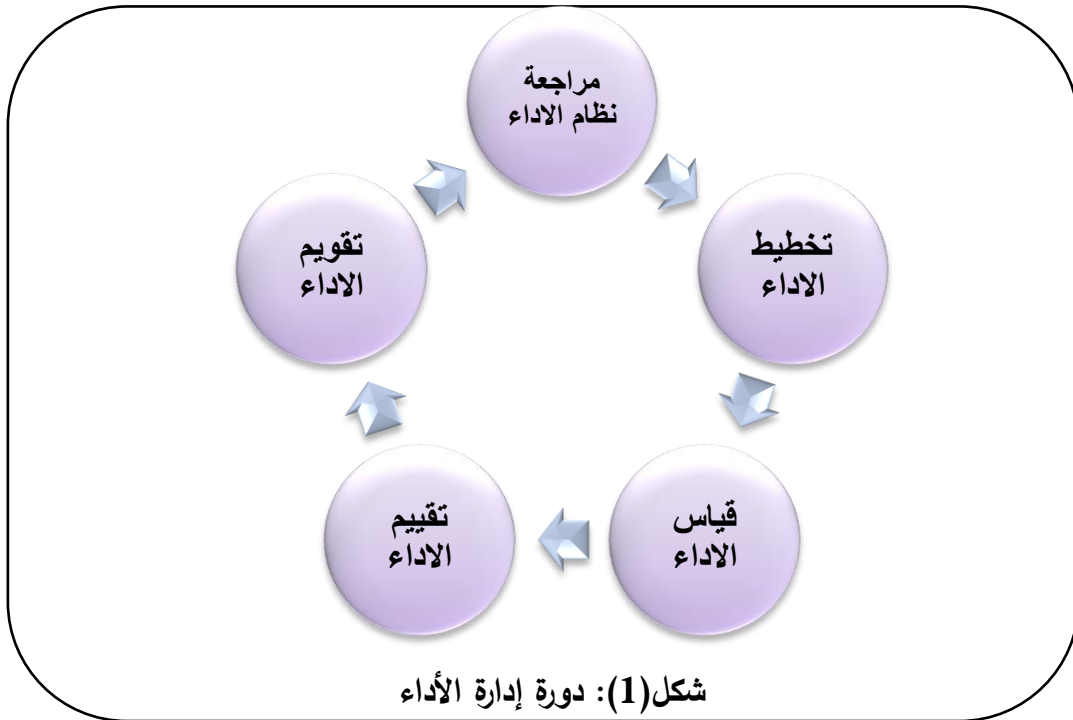 مراجعة
نظام الاداء
تخطيط
الاداء
قياس
الاداء
تقييم
الاداء
تقويم
الاداء
شكل(1): دورة إدارة الأداء